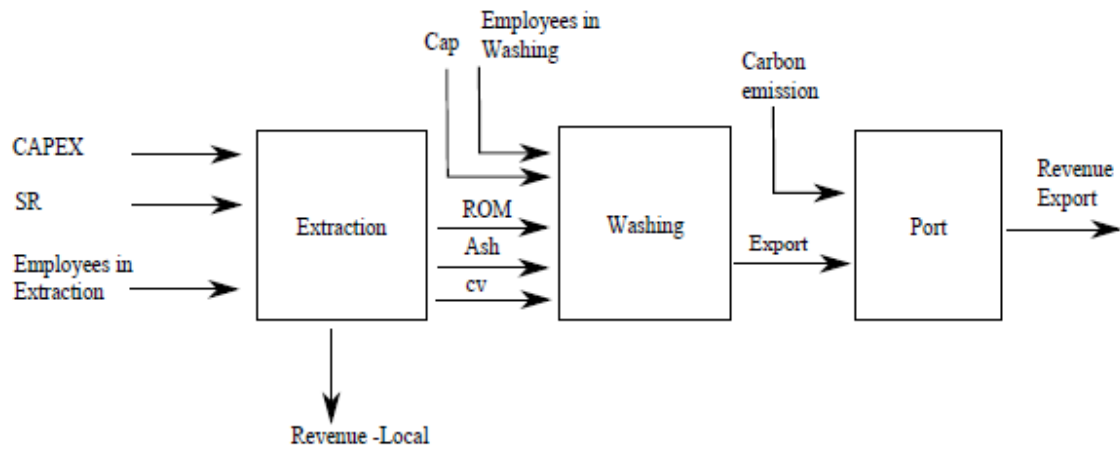 Employees in
Washing
Cap
Carbon
emission
CAPEX
SR
Employees in
Extraction
Extraction
ROM
Ash
cv
Washing
Export
Port
Revenue
Export
Revenue -Local